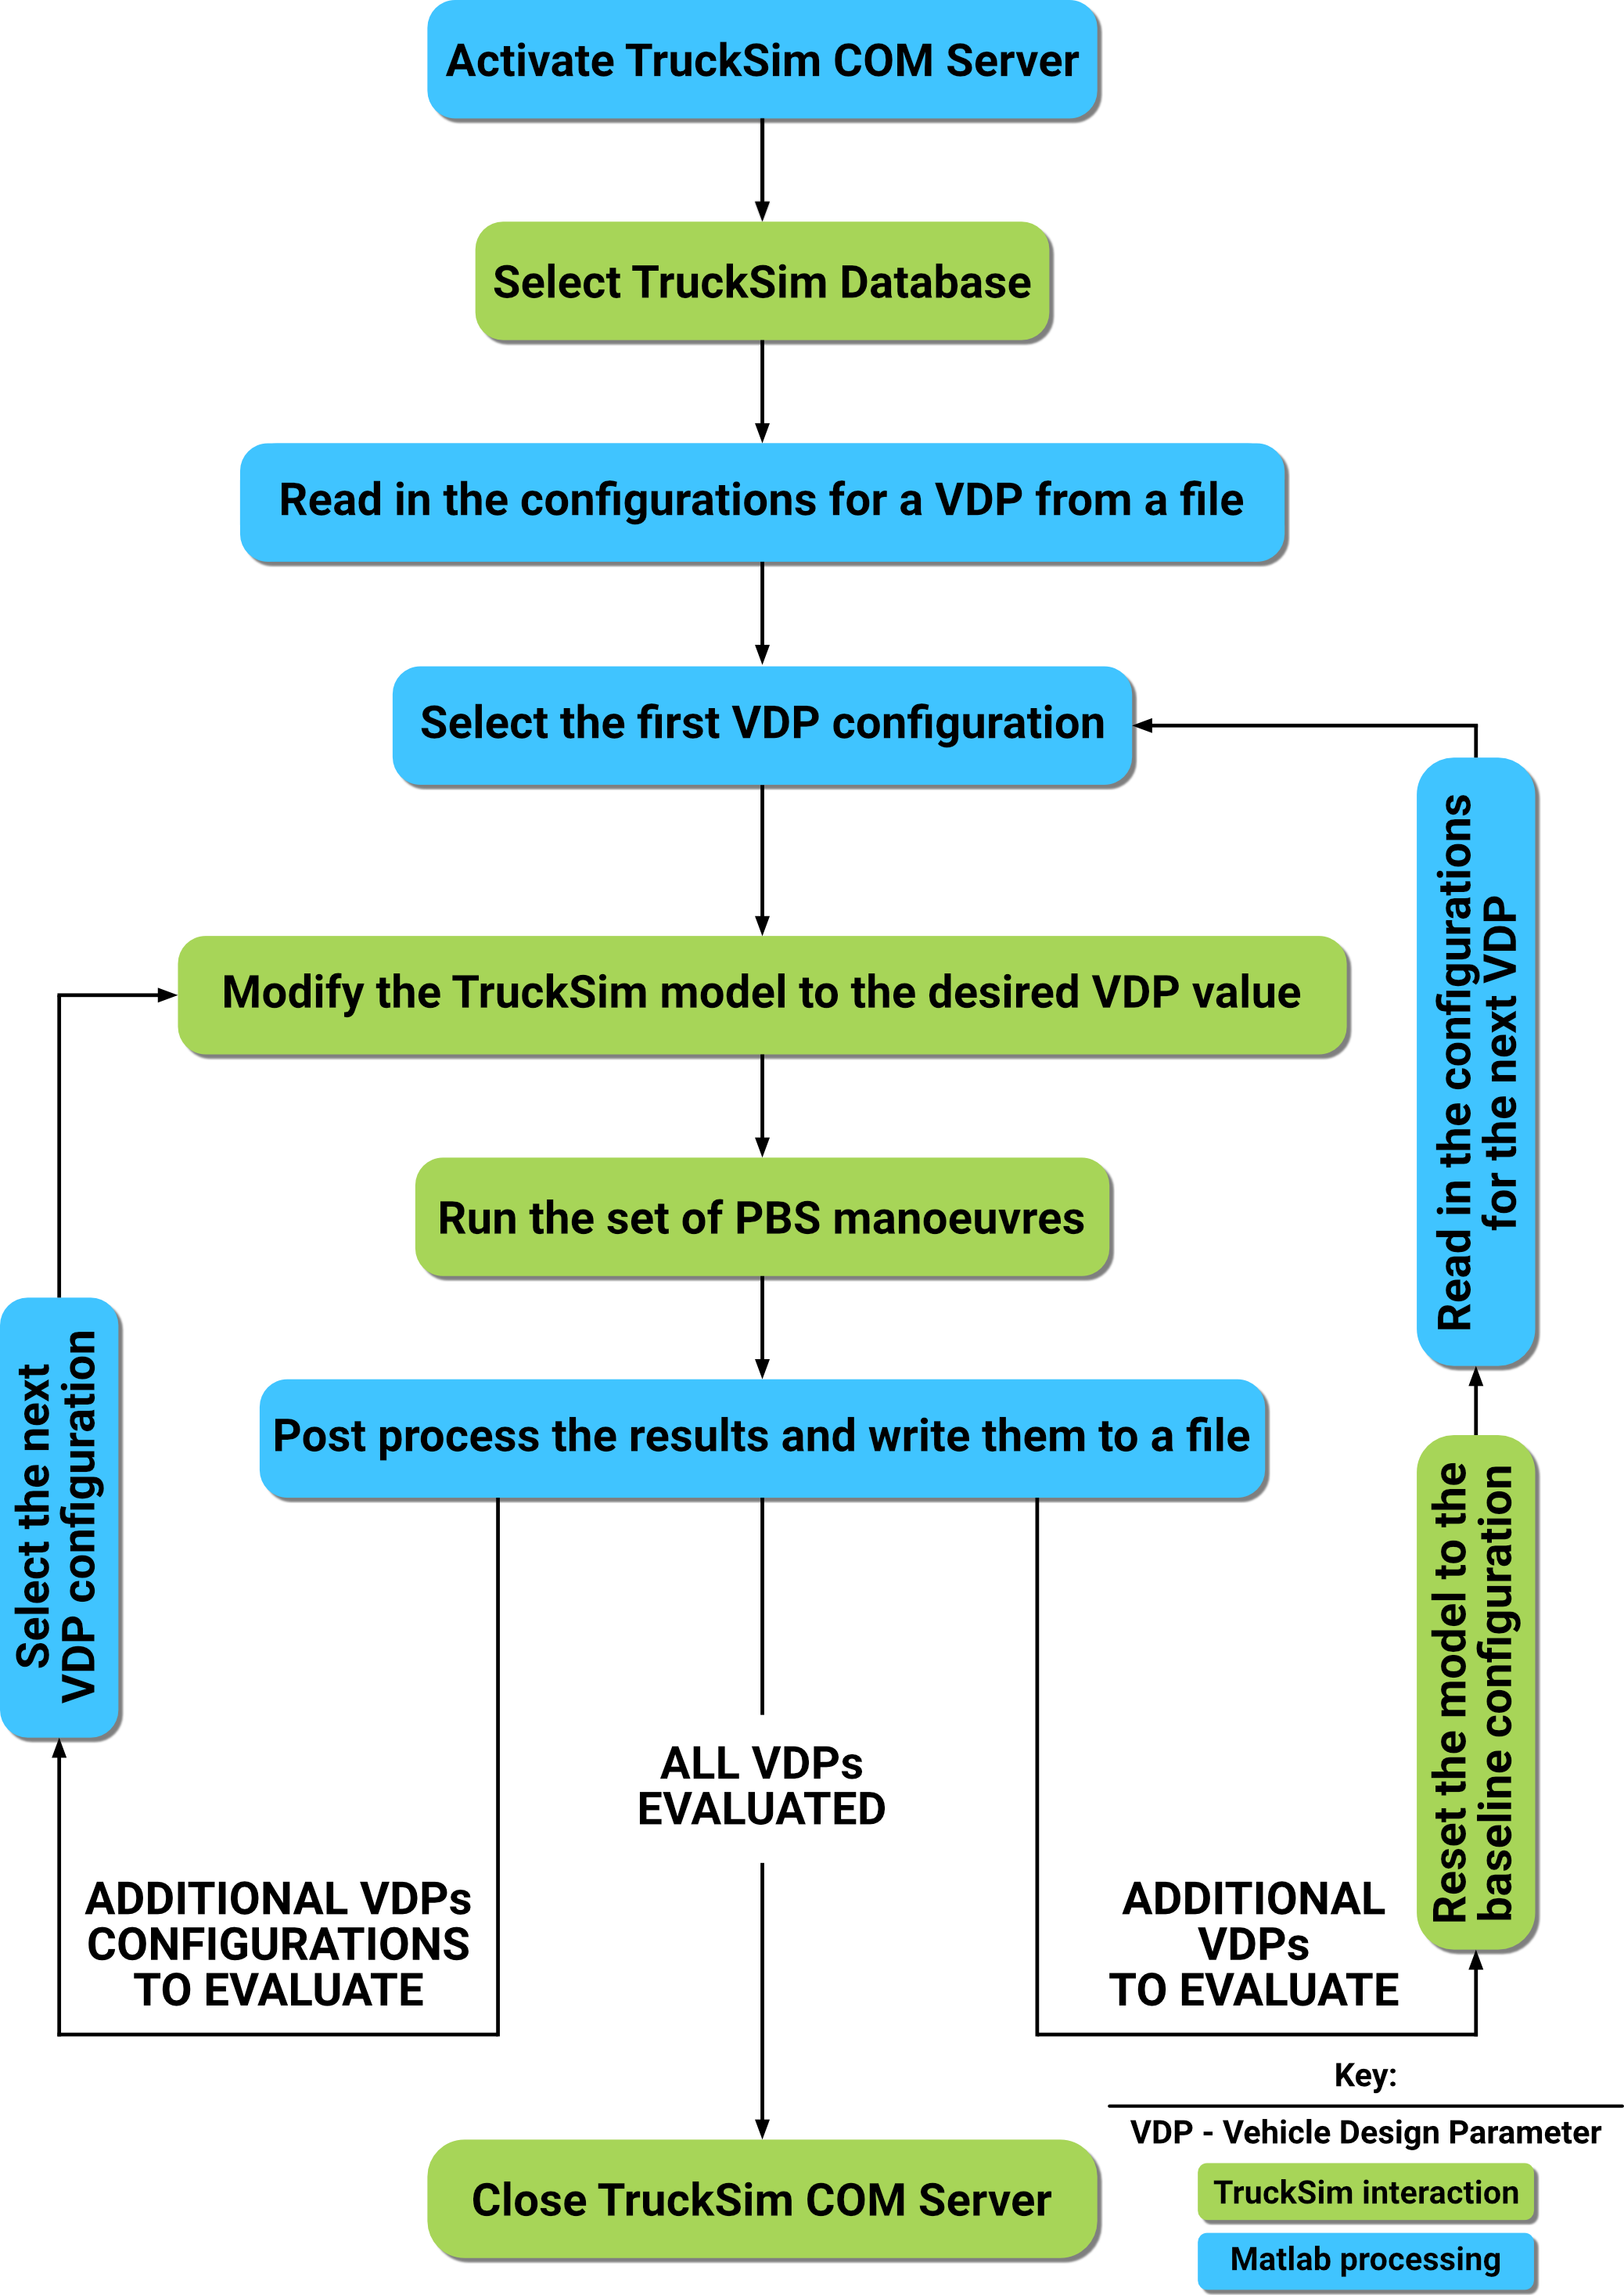 Activate TruckSim COM Server
Select TruckSim Database
Read in the configurations for a VDP from a file
Select the first VDP configuration
Modify the TruckSim model to the desired VDP value
Run the set of PBS manoeuvres
Post process the results and write them to a file
Select the next
VDP configuration
Read in the configurations
for the next VDP
Reset the model to the
baseline configuration
ALL VDPs
EVALUATED
ADDITIONAL VDPs
CONFIGURATIONS
TO EVALUATE
ADDITIONAL
VDPs
TO EVALUATE
Close TruckSim COM Server
Key:
VDP - Vehicle Design Parameter
TruckSim interaction
Matlab processing